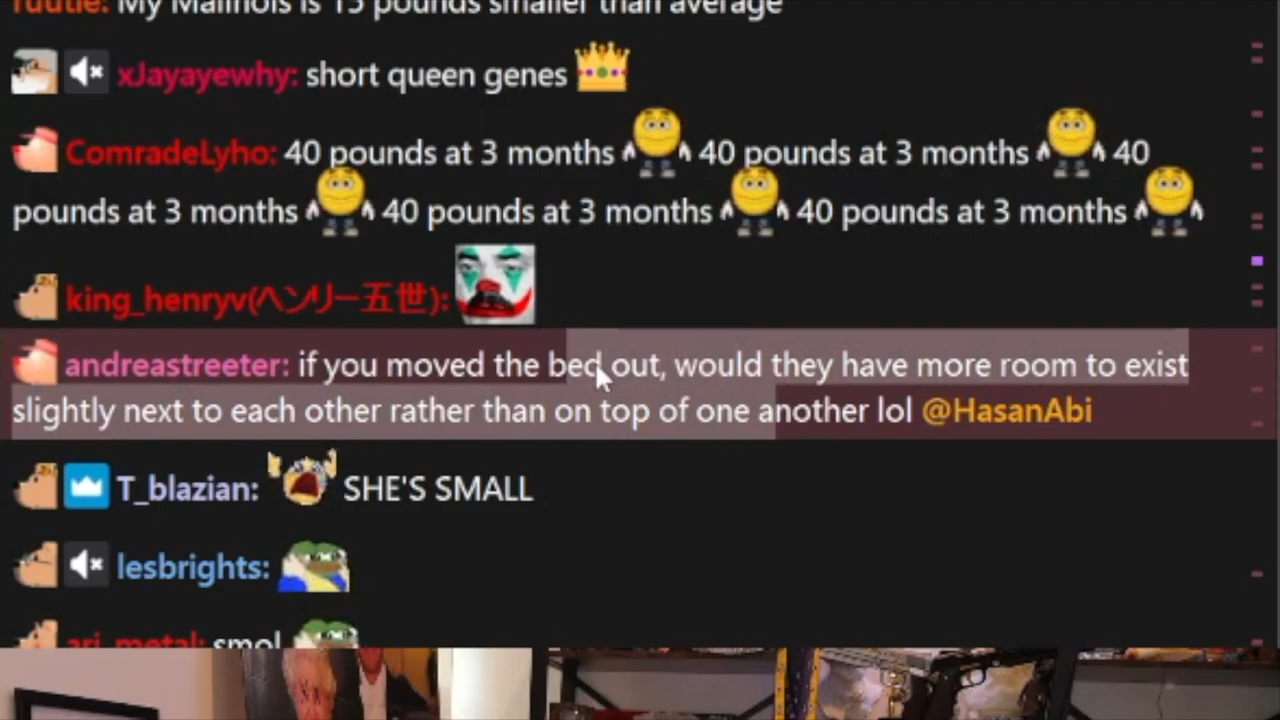 ruutie: My Malinois is 15 pounds smaller than average
xJayayewhy: short queen genes
ComradeLyho: 40 pounds at 3 months 40 pounds at 3 months 40
pounds at 3 months 40 pounds at 3 months 40 pounds at 3 months
king_henryv(ヘンリー五世):
andreastreeter: if you moved the bed out, would they have more room to exist
slightly next to each other rather than on top of one another lol @HasanAbi
T_blazian: SHE'S SMALL
lesbrights:
ari_metal: smol